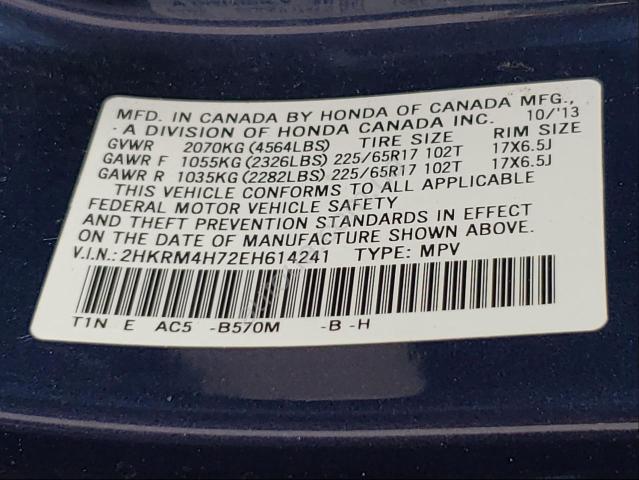 MFD. IN CANADA BY HONDA OF CANADA MFG.,
A DIVISION OF HONDA CANADA INC. 10/'13
GVWR 2070KG (4564LBS) TIRE SIZE RIM SIZE
GAWR F 1055KG (2326LBS) 225/65R17 102T 17X6.5J
GAWR R 1035KG (2282LBS) 225/65R17 102T 17X6.5J
THIS VEHICLE CONFORMS TO ALL APPLICABLE
FEDERAL MOTOR VEHICLE SAFETY
AND THEFT PREVENTION STANDARDS IN EFFECT
ON THE DATE OF MANUFACTURE SHOWN ABOVE.
V.I.N.: 2HKRM4H72EH614241 TYPE: MPV
T1N E AC5 -B570M -B -H